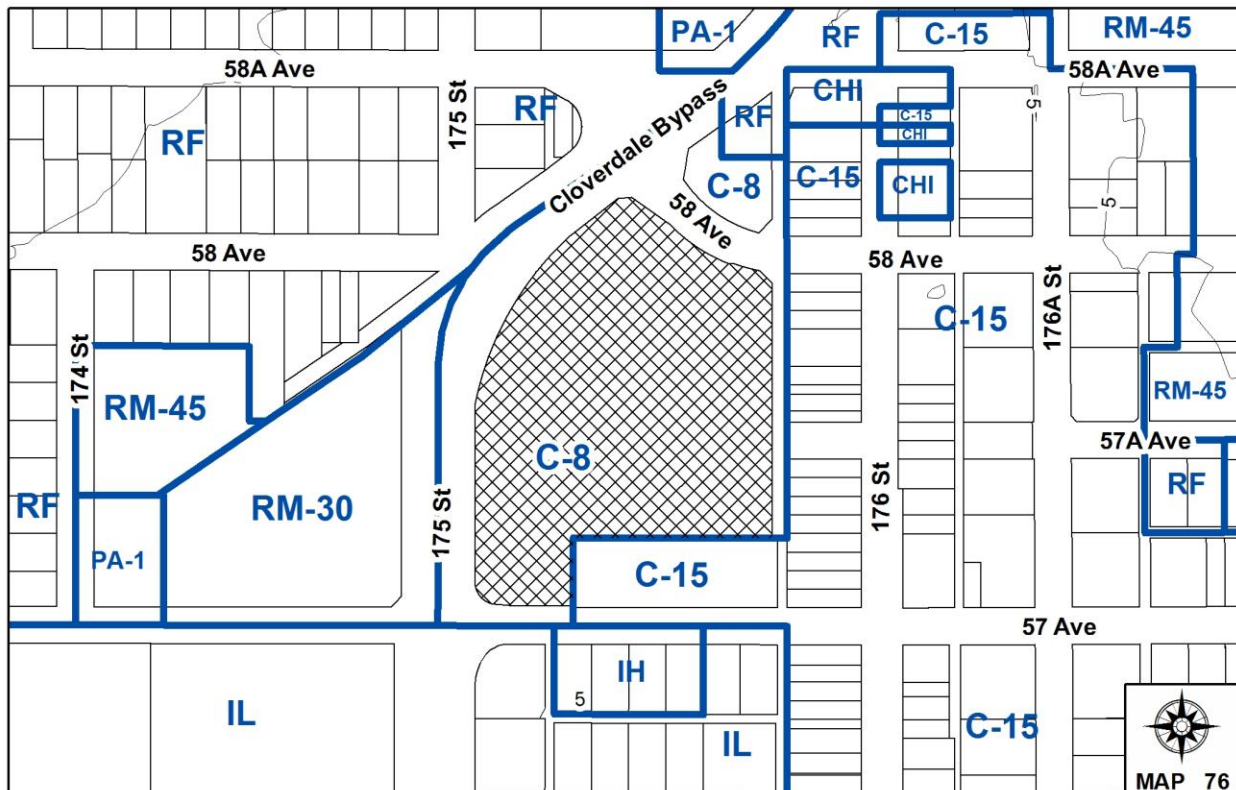 PA-1
RF
C-15
RM-45
58A Ave
58A Ave
175 St
RF
RF
Cloverdale Bypass
RF
CHI
C-15
CHI
5
C-8
C-15
CHI
5
58 Ave
58 Ave
58 Ave
174 St
C-15
176A St
RM-45
RM-45
C-8
57A Ave
RF
RM-30
176 St
RF
PA-1
175 St
C-15
57 Ave
IH
5
IL
IL
C-15
MAP 76